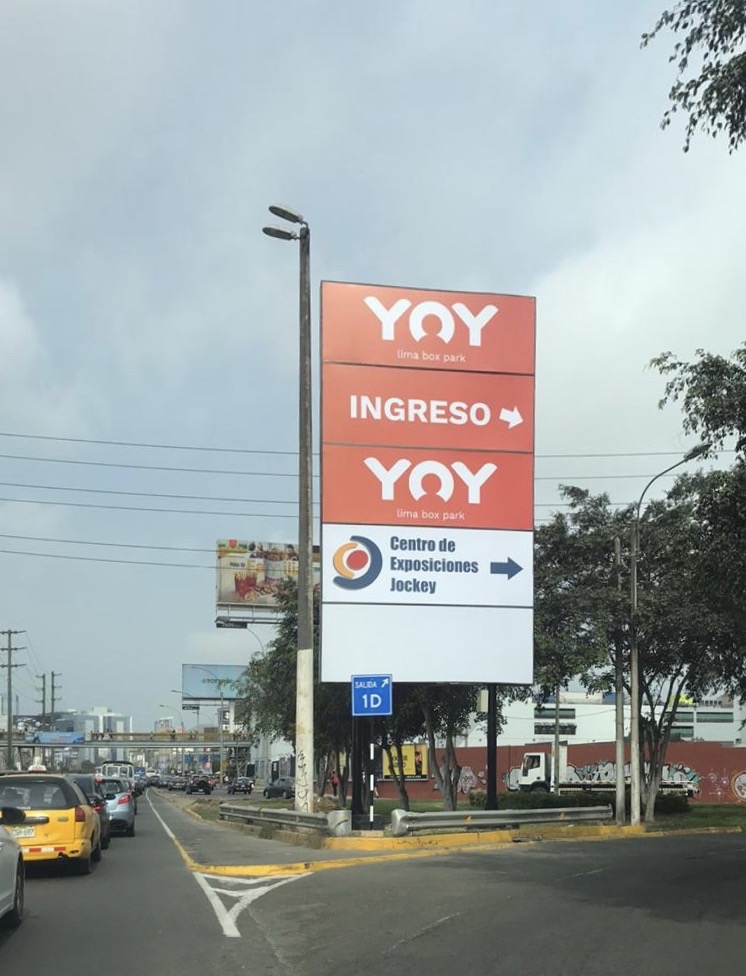 YOY
lima box park
INGRESO
YOY
lima box park
Centro de
Exposiciones
Jockey
SALIDA
1D